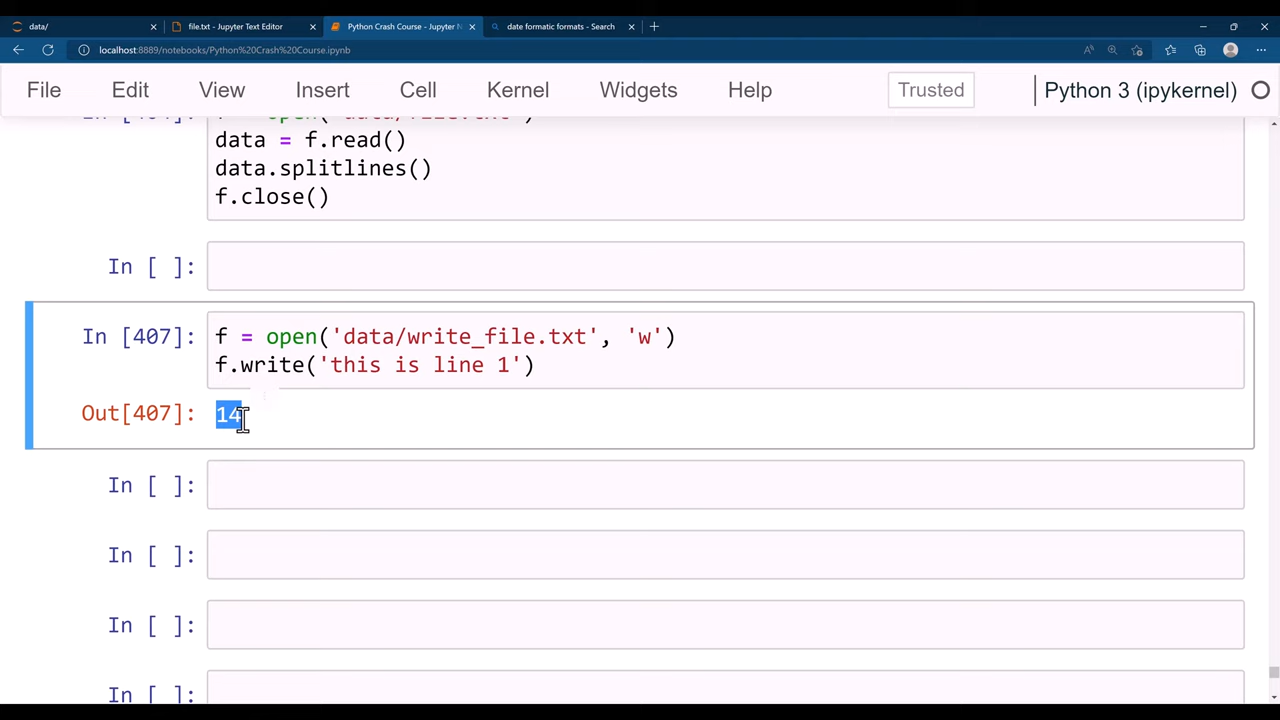 data/
file.txt - Jupyter Text Editor
Python Crash Course - Jupyter N
date formatic formats - Search
localhost:8889/notebooks/Python%20Crash%20Course.ipynb
File Edit View Insert Cell Kernel Widgets Help Trusted Python 3 (ipykernel)
data = f.read()
data.splitlines()
f.close()
In [ ]:
In [407]: f = open('data/write_file.txt', 'w')
f.write('this is line 1')
Out[407]: 14
In [ ]:
In [ ]:
In [ ]:
In [ ]: